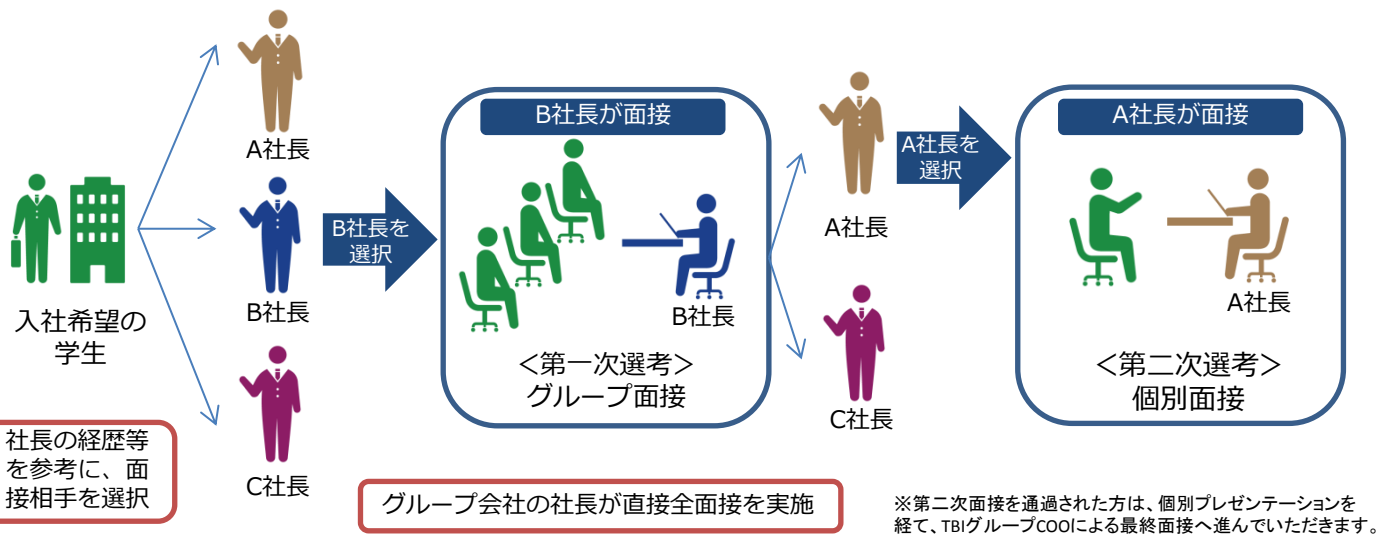 入社希望の
学生
社長の経歴等
を参考に、面
接相手を選択
A社長
B社長
C社長
B社長を
選択
B社長が面接
B社長
＜第一次選考＞
グループ面接
グループ会社の社長が直接全面接を実施
A社長
C社長
A社長を
選択
A社長が面接
A社長
＜第二次選考＞
個別面接
※第二次面接を通過された方は、個別プレゼンテーションを
経て、TBIグループCOOによる最終面接へ進んでいただきます。